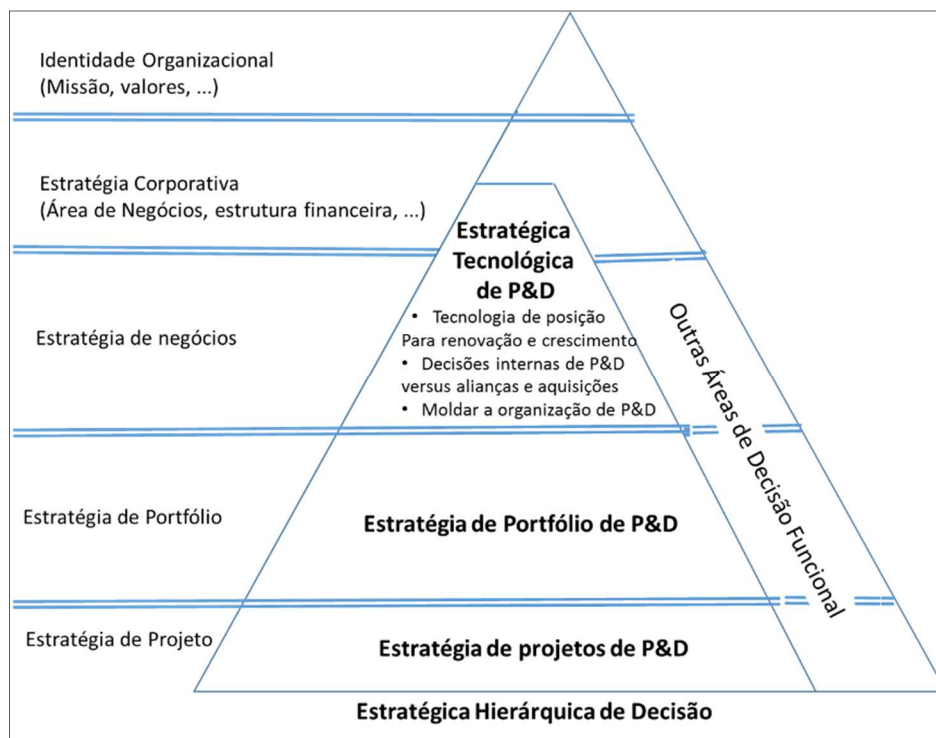 Identidade Organizacional
(Missão, valores, ...)
Estratégia Corporativa
(Área de Negócios, estrutura financeira, ...)
Estratégica
Tecnológica
de P&D
• Tecnologia de posição
Para renovação e crescimento
• Decisões internas de P&D
versus alianças e aquisições
• Moldar a organização de P&D
Estratégia de negócios
Outras Áreas de Decisão Funcional
Estratégia de Portfólio
Estratégia de Portfólio de P&D
Estratégia de Projeto
Estratégia de projetos de P&D
Estratégica Hierárquica de Decisão